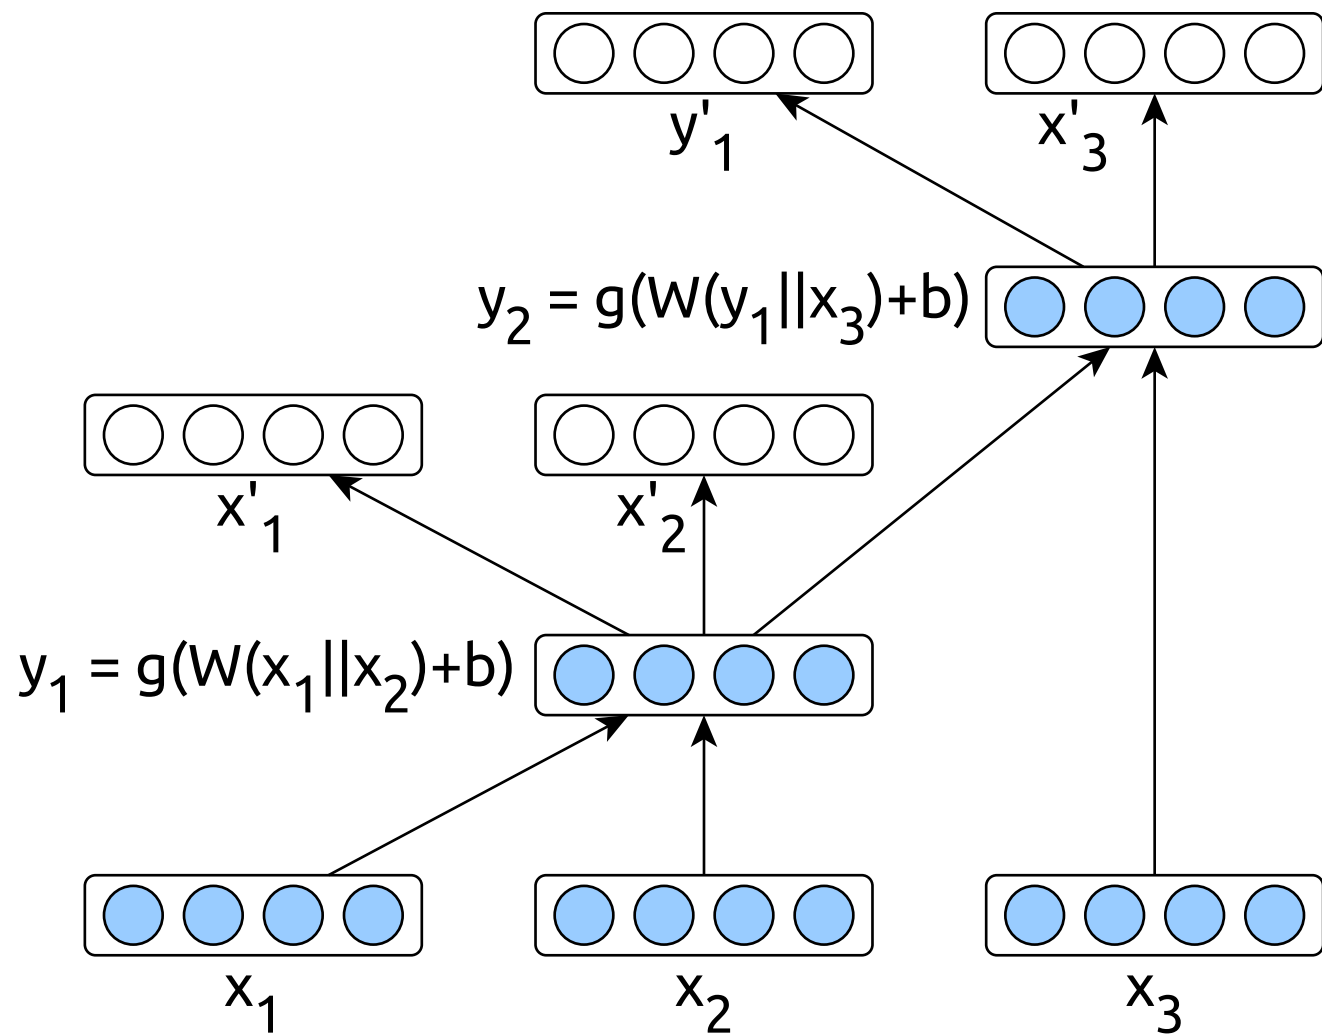 y'₁
x'₃
y₂ = g(W(y₁||x₃)+b)
x'₁
x'₂
y₁ = g(W(x₁||x₂)+b)
x₁
x₂
x₃